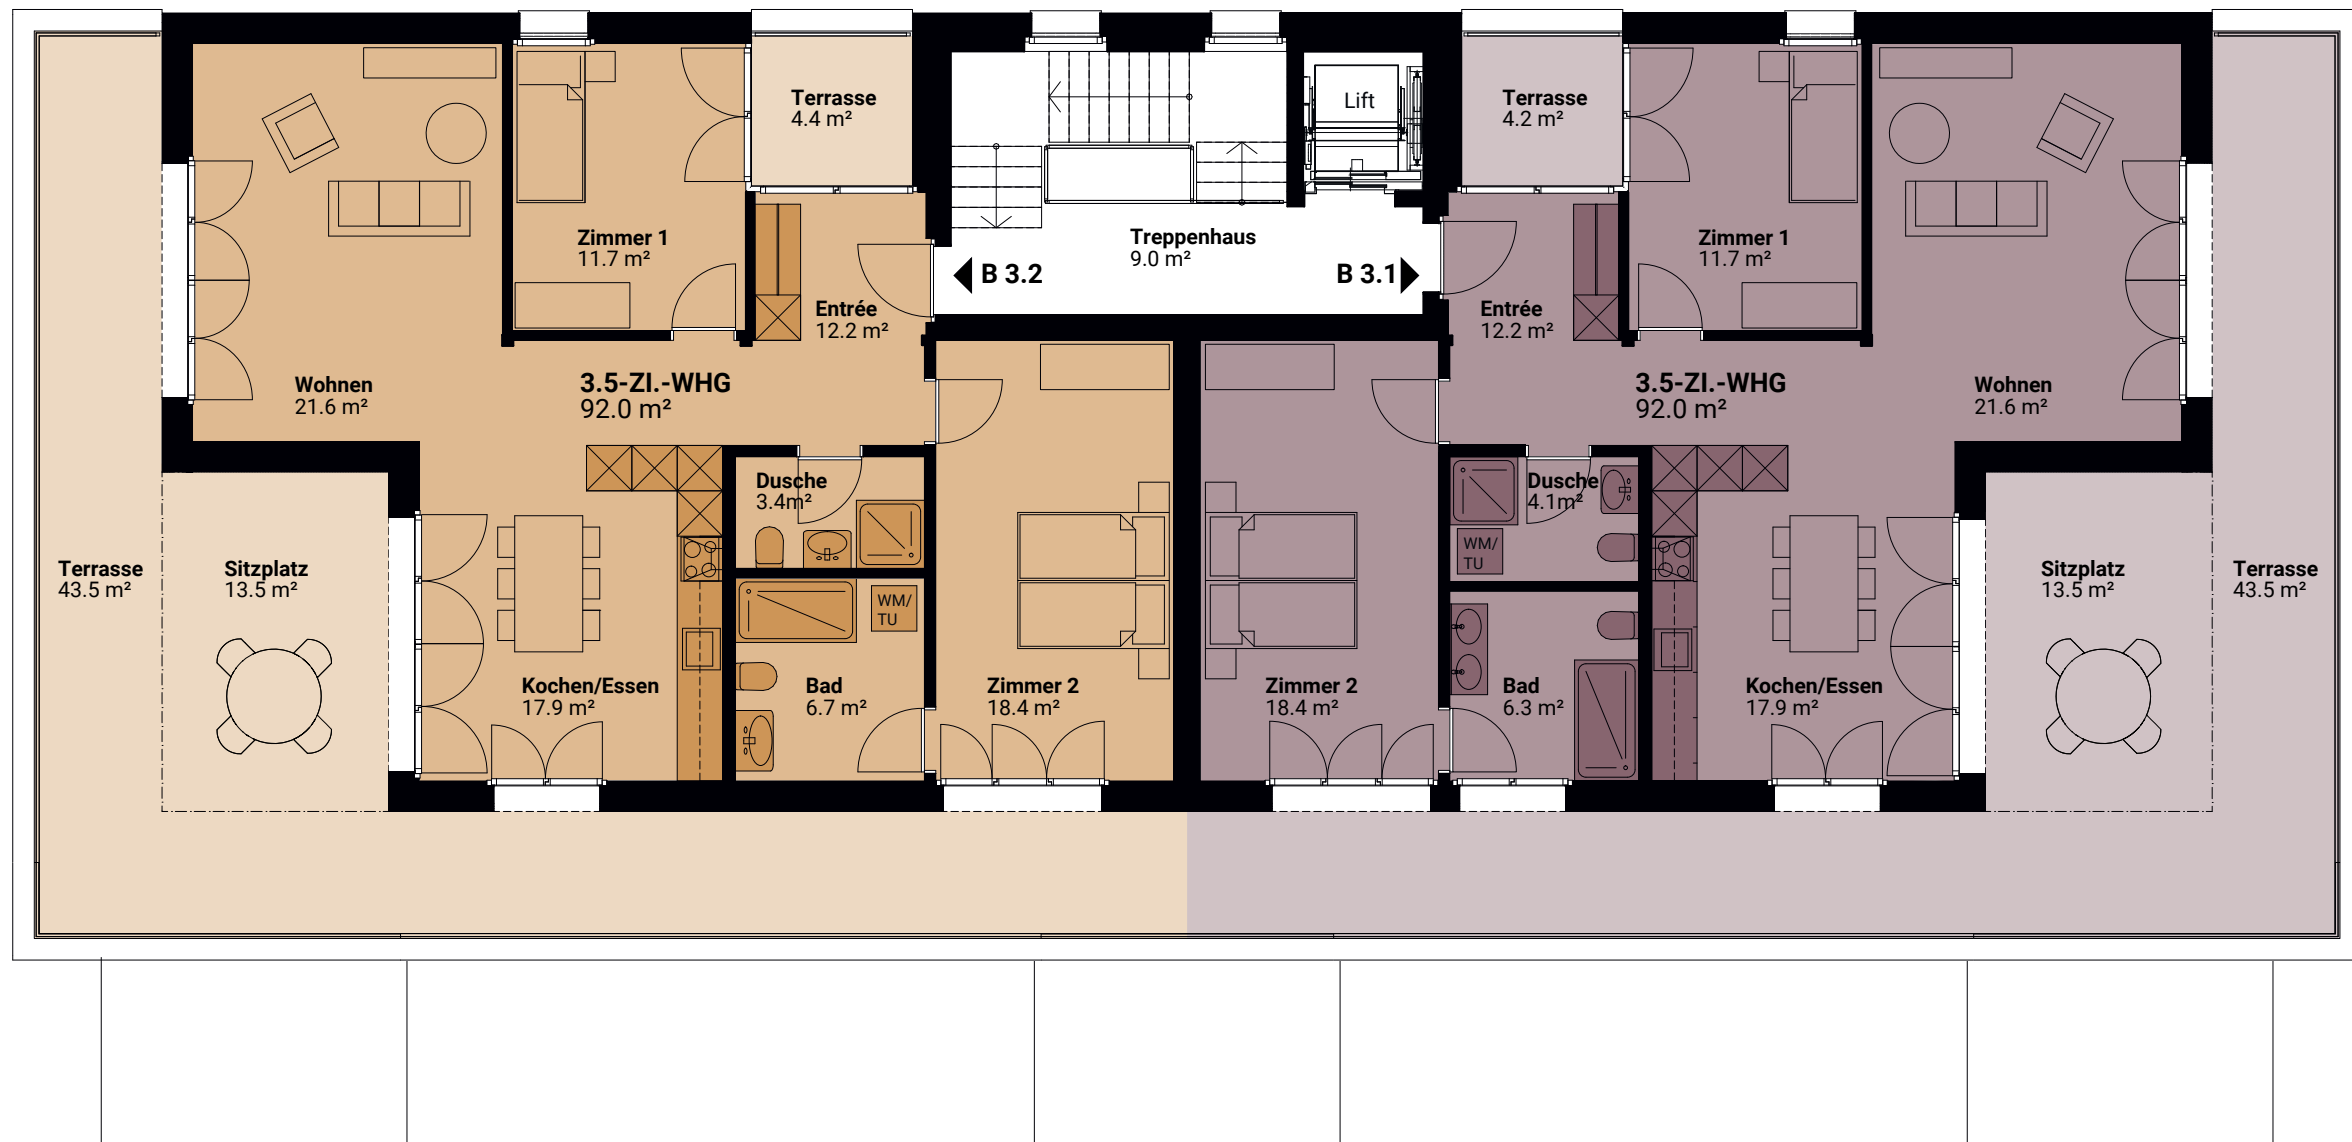 Terrasse
4.4 m²
Lift
Terrasse
4.2 m²
Zimmer 1
11.7 m²
Treppenhaus
9.0 m²
Zimmer 1
11.7 m²
B 3.2
B 3.1
Entrée
12.2 m²
Entrée
12.2 m²
Wohnen
21.6 m²
3.5-ZI.-WHG
92.0 m²
3.5-ZI.-WHG
92.0 m²
Wohnen
21.6 m²
Dusche
3.4m²
Dusche
4.1m²
WM/
TU
Terrasse
43.5 m²
Sitzplatz
13.5 m²
WM/
TU
Sitzplatz
13.5 m²
Terrasse
43.5 m²
Kochen/Essen
17.9 m²
Bad
6.7 m²
Zimmer 2
18.4 m²
Zimmer 2
18.4 m²
Bad
6.3 m²
Kochen/Essen
17.9 m²